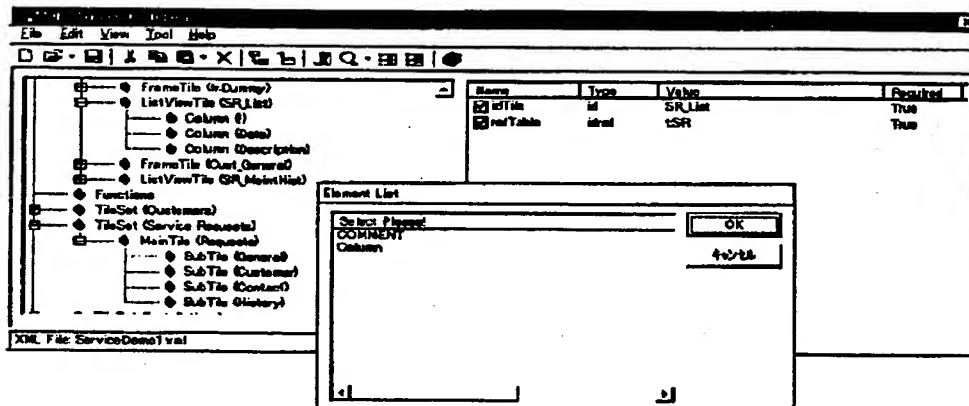 File Edit View Tool Help
FrameTile (fr.Dummy)
ListViewTile (SR_List)
Column ()
Column (Date)
Column (Description)
FrameTile (Cust_General)
ListViewTile (SR_MaintHist)
Functions
TileSet (Customers)
TileSet (Service Requests)
MainTile (Requests)
SubTile (General)
SubTile (Customer)
SubTile (Contact)
SubTile (History)
Name Type Value Required
idTile id SR_List True
refTable idref tSR True
Element List
Select Please!
COMMENT
Column
OK
キャンセル
XML File: ServiceDemo1.xml